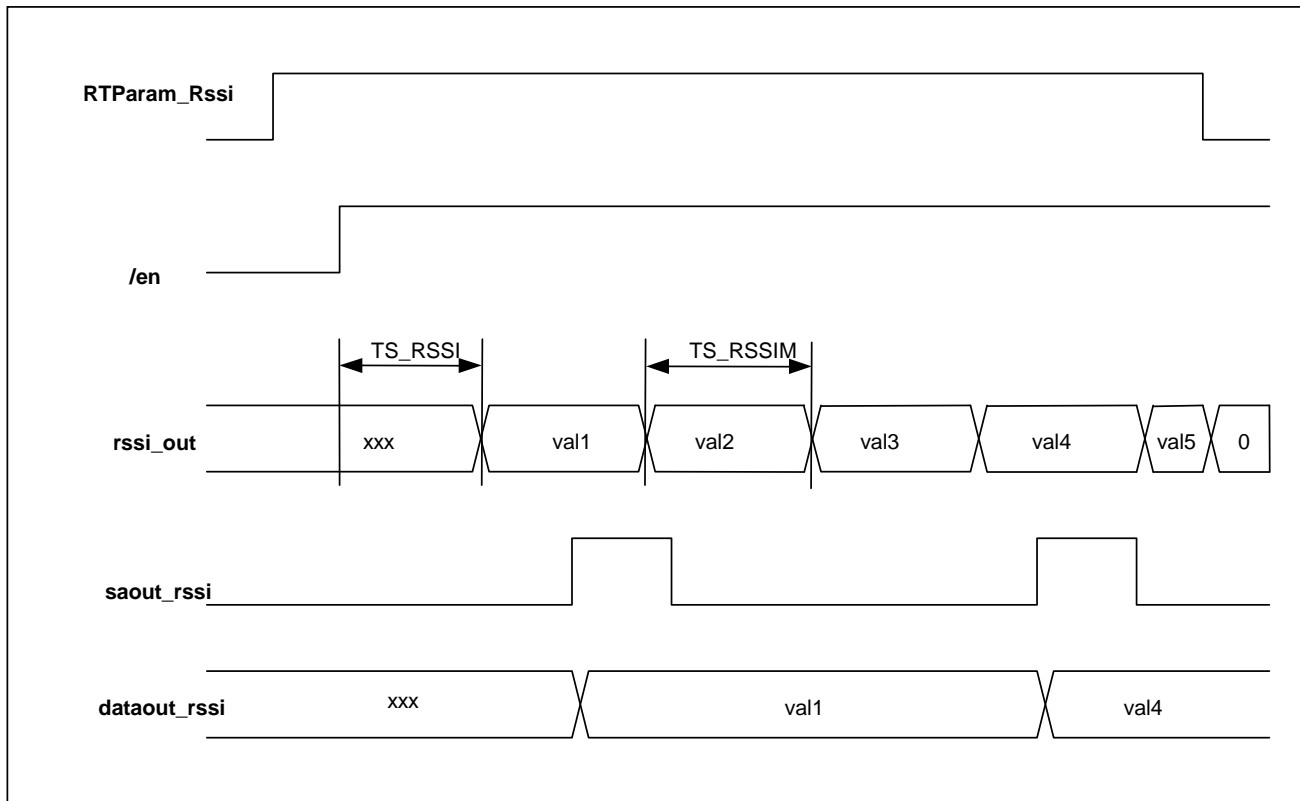 RTParam_Rssi
/en
TS_RSSI TS_RSSIM
rssi_out xxx val1 val2 val3 val4 val5 0
saout_rssi
dataout_rssi xxx val1 val4